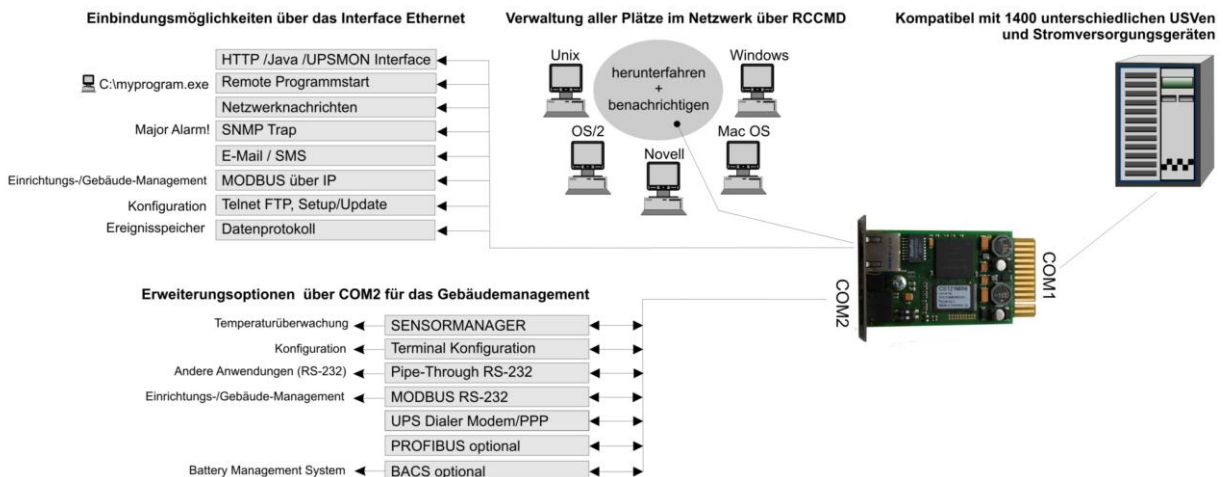 Einbindungsmöglichkeiten über das Interface Ethernet
HTTP /Java /UPSMON Interface
C:\myprogram.exe Remote Programmstart
Netzwerknachrichten
Major Alarm! SNMP Trap
E-Mail / SMS
Einrichtungs-/Gebäude-Management MODBUS über IP
Konfiguration Telnet FTP, Setup/Update
Ereignisspeicher Datenprotokoll
Verwaltung aller Plätze im Netzwerk über RCCMD
Unix
Windows
herunterfahren
+
benachrichtigen
OS/2
Mac OS
Novell
Kompatibel mit 1400 unterschiedlichen USVen
und Stromversorgungsgeräten
COM2
COM1
Erweiterungsoptionen über COM2 für das Gebäudemanagement
Temperaturüberwachung SENSORMANAGER
Konfiguration Terminal Konfiguration
Andere Anwendungen (RS-232) Pipe-Through RS-232
Einrichtungs-/Gebäude-Management MODBUS RS-232
UPS Dialer Modem/PPP
PROFIBUS optional
Battery Management System BACS optional